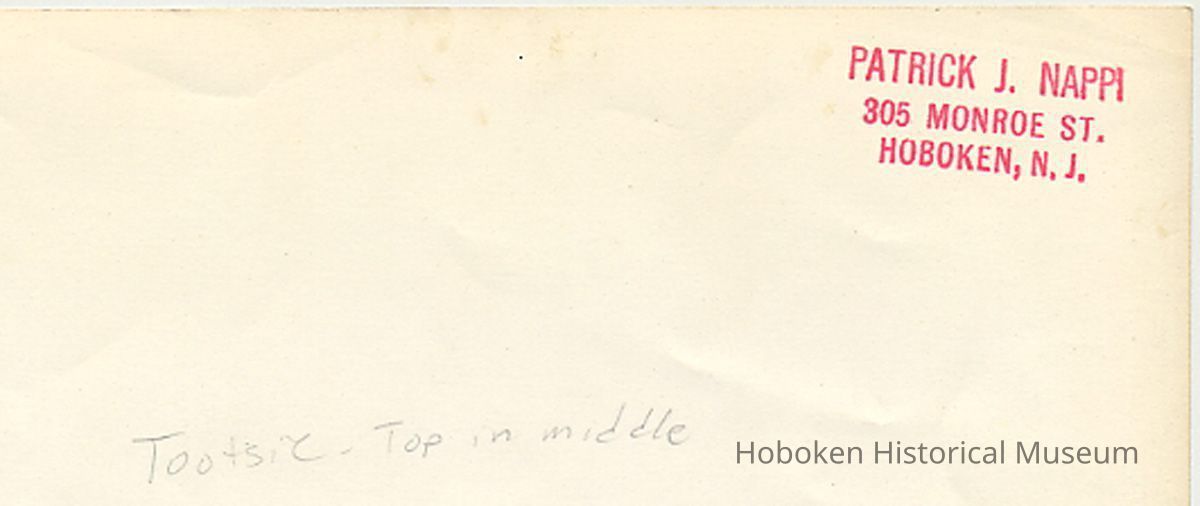 PATRICK J. NAPPI
305 MONROE ST.
HOBOKEN, N. J.
Tootsie - Top in middle
Hoboken Historical Museum